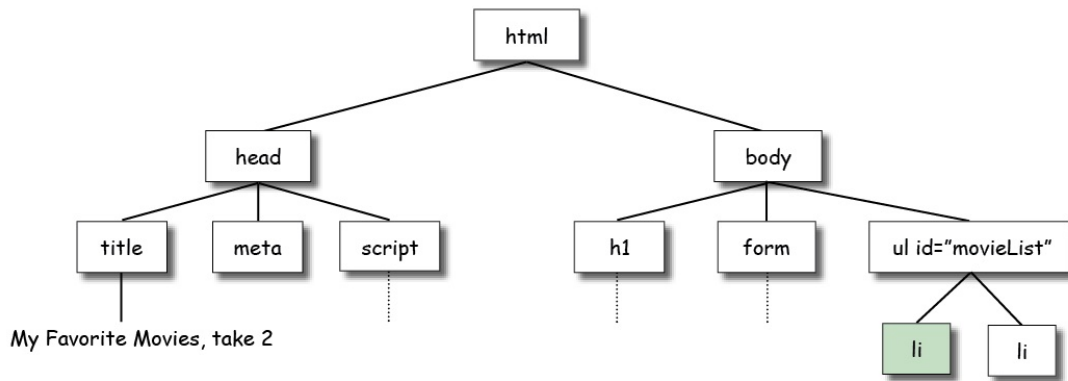 html
head
body
title
meta
script
h1
form
ul id="movieList"
My Favorite Movies, take 2
li
li